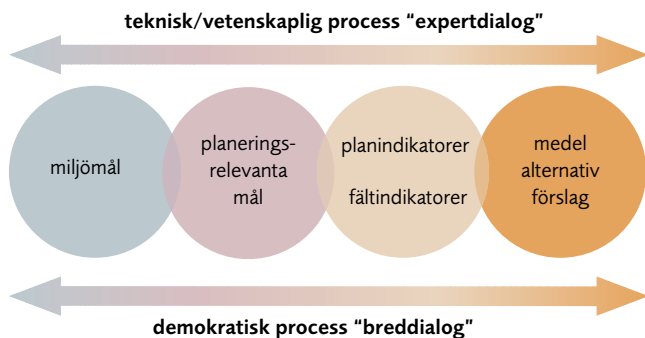 teknisk/vetenskaplig process “expertdialog”
miljömål
planerings-
relevanta
mål
planindikatorer
fältindikatorer
medel
alternativ
förslag
demokratisk process “breddialog”